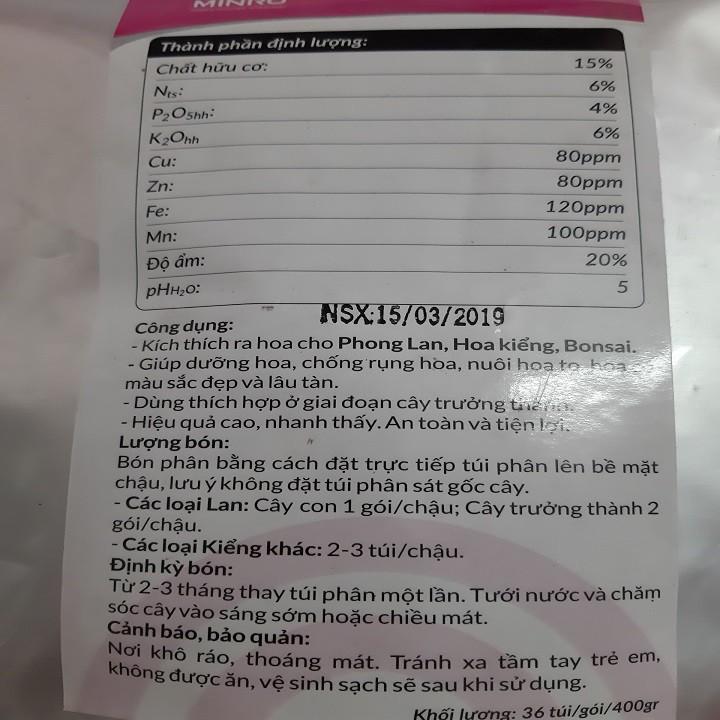 Thành phần định lượng:
Chất hữu cơ: 15%
Nts: 6%
P2O5hh: 4%
K2Ohh 6%
Cu: 80ppm
Zn: 80ppm
Fe: 120ppm
Mn: 100ppm
Độ ẩm: 20%
pHH2O: 5
NSX:15/03/2019
Công dụng:
- Kích thích ra hoa cho Phong Lan, Hoa kiểng, Bonsai.
- Giúp dưỡng hoa, chống rụng hòa, nuôi hoa to, hoa
màu sắc đẹp và lâu tàn.
- Dùng thích hợp ở giai đoạn cây trưởng thành.
- Hiệu quả cao, nhanh thấy. An toàn và tiện lợi.
Lượng bón:
Bón phân bằng cách đặt trực tiếp túi phân lên bề mặt
chậu, lưu ý không đặt túi phân sát gốc cây.
- Các loại Lan: Cây con 1 gói/chậu; Cây trưởng thành 2
gói/chậu.
- Các loại Kiểng khác: 2-3 túi/chậu.
Định kỳ bón:
Từ 2-3 tháng thay túi phân một lần. Tưới nước và chăm
sóc cây vào sáng sớm hoặc chiều mát.
Cảnh báo, bảo quản:
Nơi khô ráo, thoáng mát. Tránh xa tầm tay trẻ em,
không được ăn, vệ sinh sạch sẽ sau khi sử dụng.
Khối lượng: 36 túi/gói/400gr